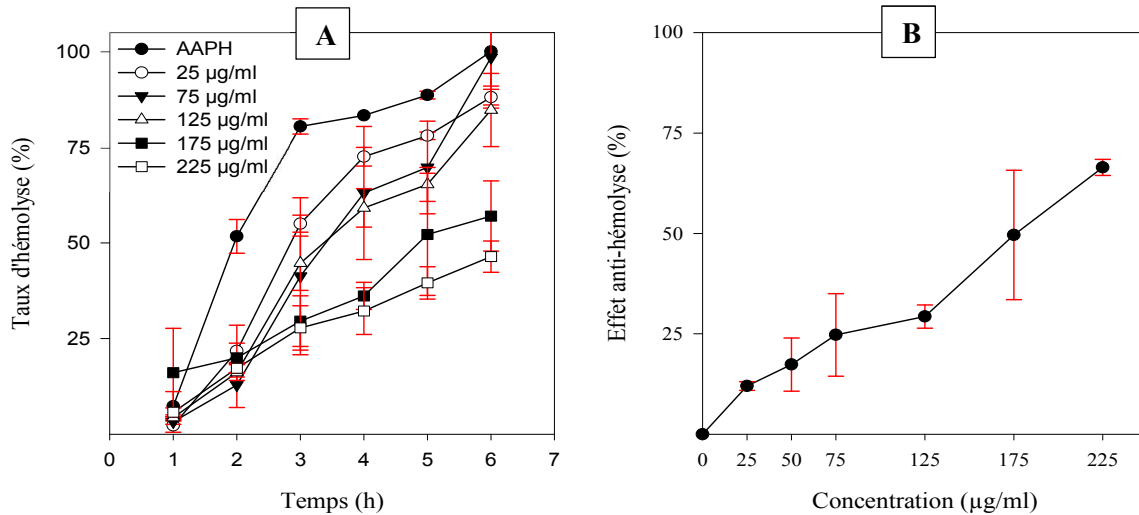 A
AAPH
25 µg/ml
75 µg/ml
125 µg/ml
175 µg/ml
225 µg/ml
Taux d'hémolyse (%)
100
75
50
25
0
1
2
3
4
5
6
7
Temps (h)
B
Effet anti-hémolyse (%)
100
75
50
25
0
0
25
50
75
125
175
225
Concentration (µg/ml)